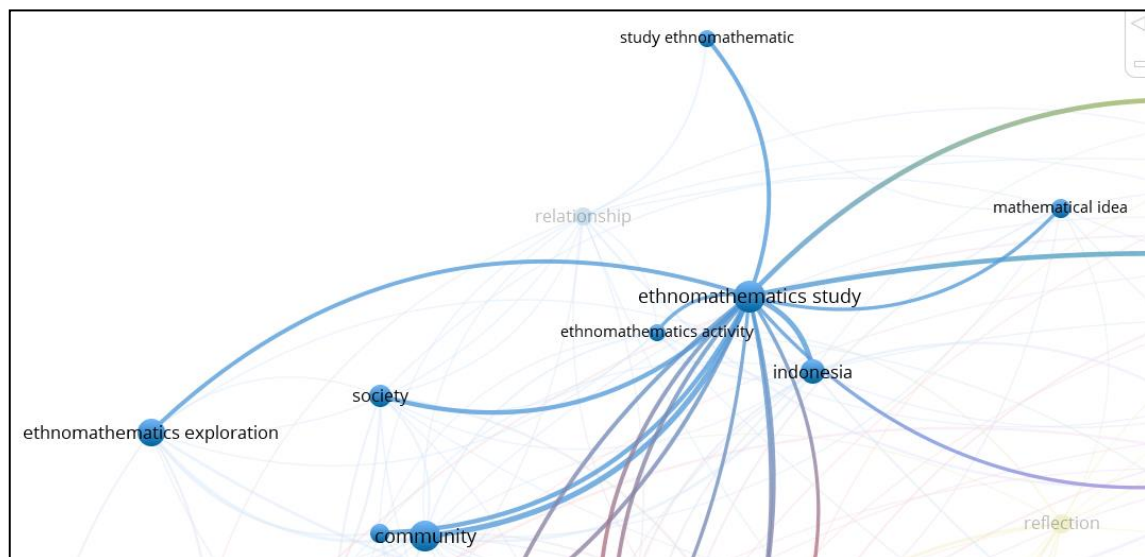 study ethnomathematic
relationship
mathematical idea
ethnomathematics study
ethnomathematics activity
indonesia
society
ethnomathematics exploration
reflection
community